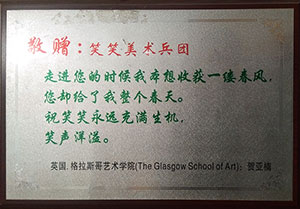 敬赠:笑笑美术兵团
走进您的时候我本想收获一缕春风,
您却给了我整个春天。
祝笑笑永远充满生机,
笑声洋溢。
英国.格拉斯哥艺术学院(The Glasgow School of Art):贺亚楠